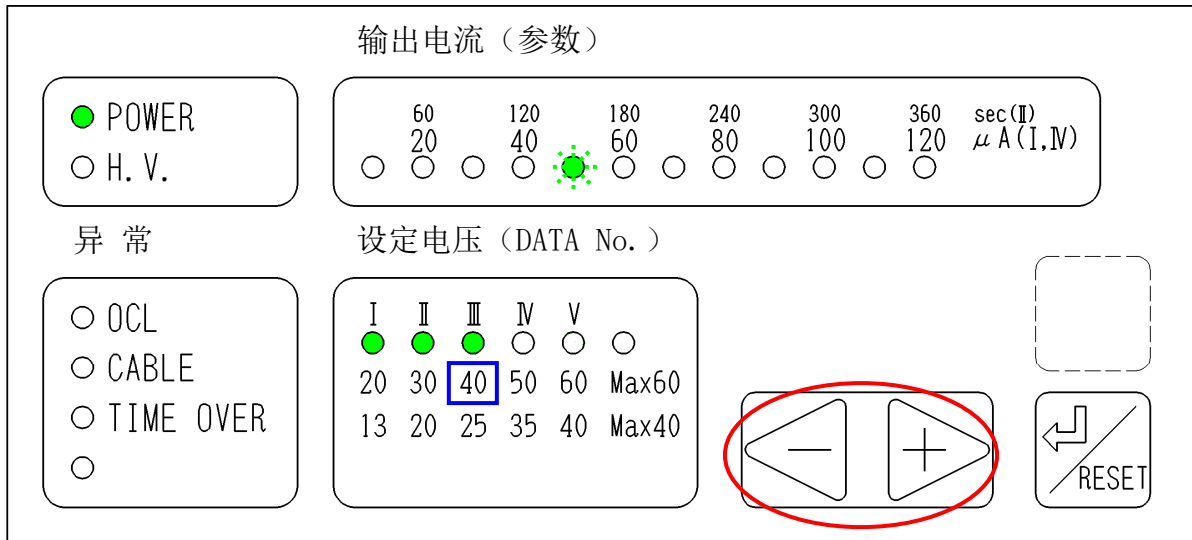 输出电流（参数）
POWER
H.V.
60 120 180 240 300 360 sec(Ⅱ)
20 40 60 80 100 120 μA(Ⅰ,Ⅳ)
异常
设定电压（DATA No.）
OCL
CABLE
TIME OVER
Ⅰ Ⅱ Ⅲ Ⅳ Ⅴ
20 30 40 50 60 Max60
13 20 25 35 40 Max40
− +
RESET